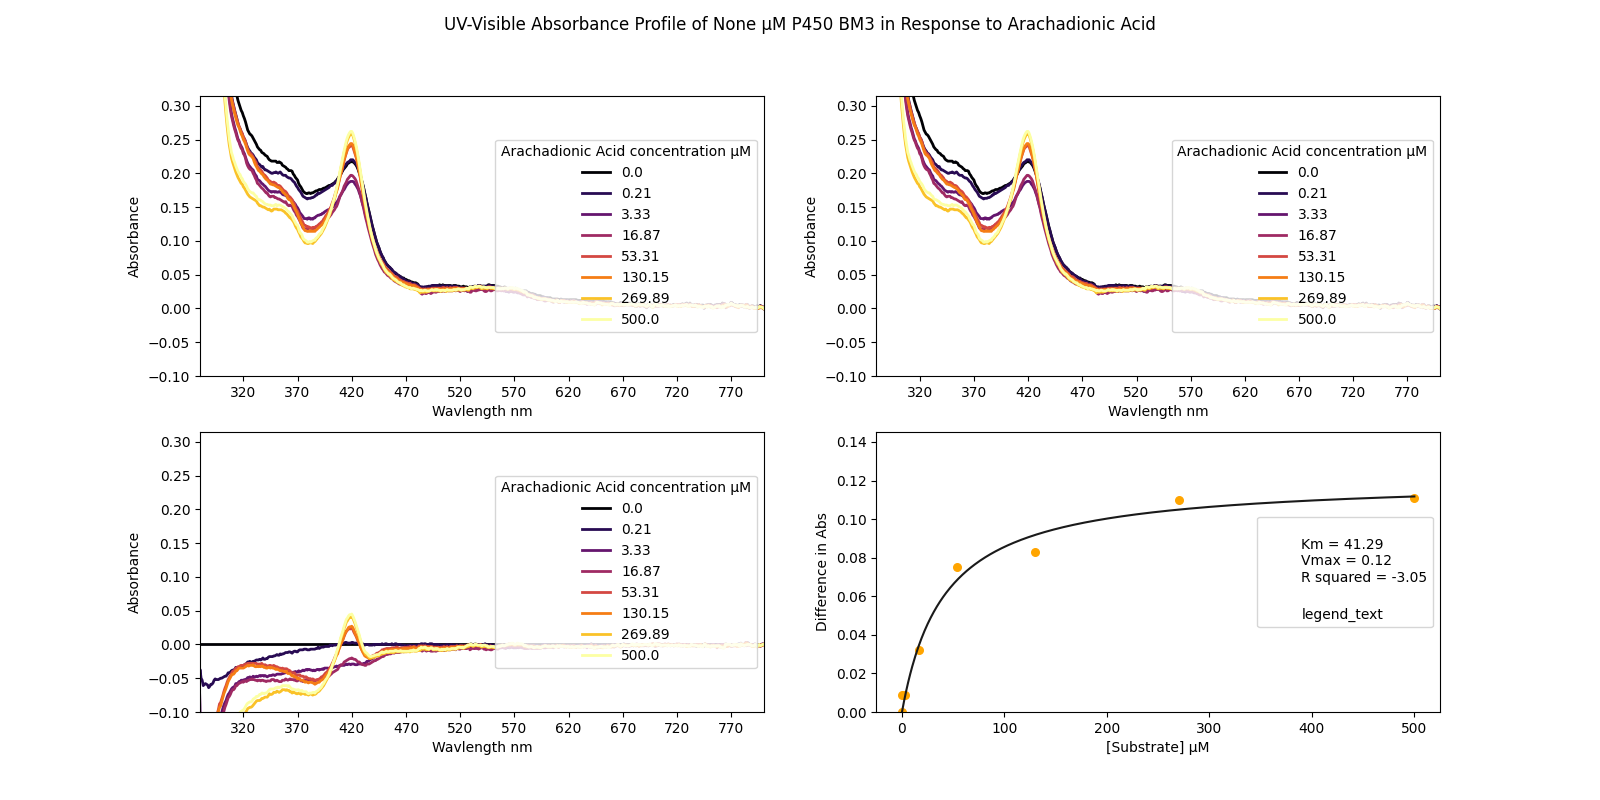 UV-Visible Absorbance Profile of None µM P450 BM3 in Response to Arachadionic Acid
0.30
0.25
0.20
0.15
0.10
0.05
0.00
−0.05
−0.10
Absorbance
320 370 420 470 520 570 620 670 720 770
Wavlength nm
Arachadionic Acid concentration µM
0.0
0.21
3.33
16.87
53.31
130.15
269.89
500.0
0.30
0.25
0.20
0.15
0.10
0.05
0.00
−0.05
−0.10
Absorbance
320 370 420 470 520 570 620 670 720 770
Wavlength nm
Arachadionic Acid concentration µM
0.0
0.21
3.33
16.87
53.31
130.15
269.89
500.0
0.30
0.25
0.20
0.15
0.10
0.05
0.00
−0.05
−0.10
Absorbance
320 370 420 470 520 570 620 670 720 770
Wavlength nm
Arachadionic Acid concentration µM
0.0
0.21
3.33
16.87
53.31
130.15
269.89
500.0
0.14
0.12
0.10
0.08
0.06
0.04
0.02
0.00
Difference in Abs
0 100 200 300 400 500
[Substrate] µM
Km = 41.29
Vmax = 0.12
R squared = -3.05
legend_text